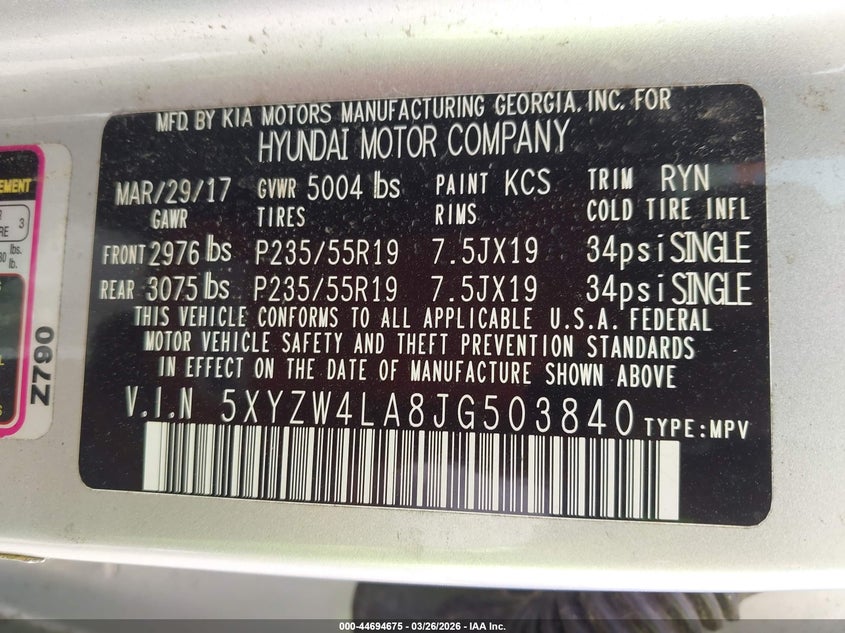 MFD. BY KIA MOTORS MANUFACTURING GEORGIA, INC. FOR
HYUNDAI MOTOR COMPANY
MAR/29/17 GVWR 5004 lbs PAINT KCS TRIM RYN
GAWR TIRES RIMS COLD TIRE INFL
FRONT 2976 lbs P235/55R19 7.5JX19 34psi SINGLE
REAR 3075 lbs P235/55R19 7.5JX19 34psi SINGLE
THIS VEHICLE CONFORMS TO ALL APPLICABLE U.S.A. FEDERAL
MOTOR VEHICLE SAFETY AND THEFT PREVENTION STANDARDS
IN EFFECT ON THE DATE OF MANUFACTURE SHOWN ABOVE.
V.I.N 5XYZW4LA8JG503840 TYPE:MPV
3
lbs.
lb.
Z790
000-44694675 - 03/26/2026 - IAA Inc.